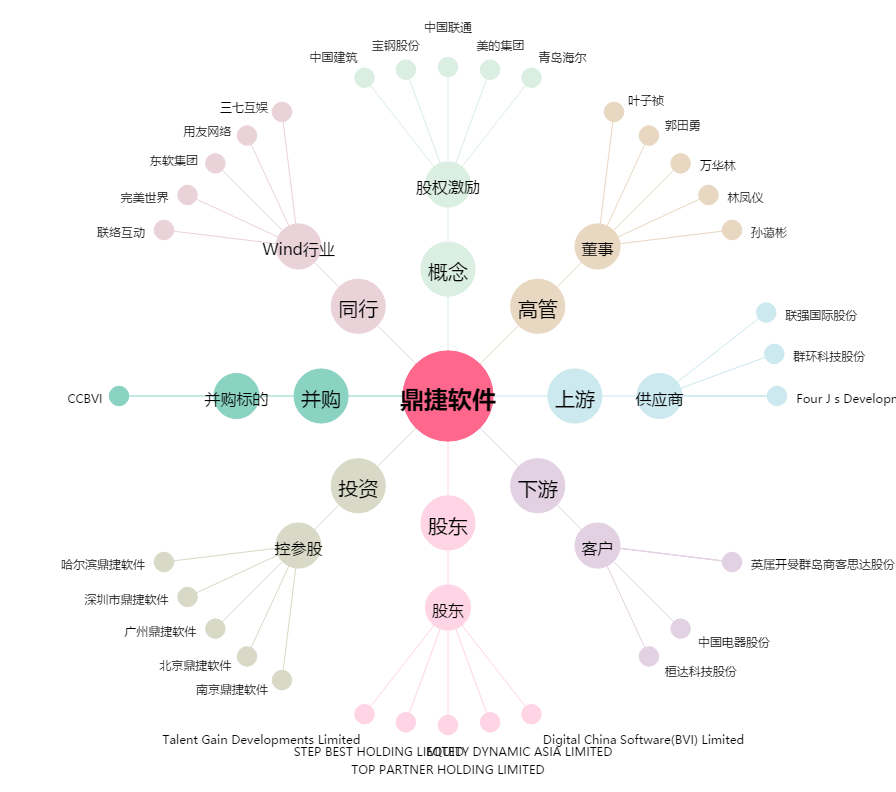 中国联通
宝钢股份
美的集团
中国建筑
青岛海尔
三七互娱
叶子祯
用友网络
郭田勇
东软集团
万华林
完美世界
林凤仪
联络互动
孙蔼彬
股权激励
Wind行业
董事
概念
同行
高管
联强国际股份
群环科技股份
CCBVI
并购标的
并购
鼎捷软件
上游
供应商
Four J s Developm
投资
下游
股东
控参股
客户
哈尔滨鼎捷软件
英属开曼群岛商客思达股份
深圳市鼎捷软件
股东
广州鼎捷软件
中国电器股份
北京鼎捷软件
桓达科技股份
南京鼎捷软件
Talent Gain Developments Limited
Digital China Software(BVI) Limited
STEP BEST HOLDING LIMITED
EQUITY DYNAMIC ASIA LIMITED
TOP PARTNER HOLDING LIMITED